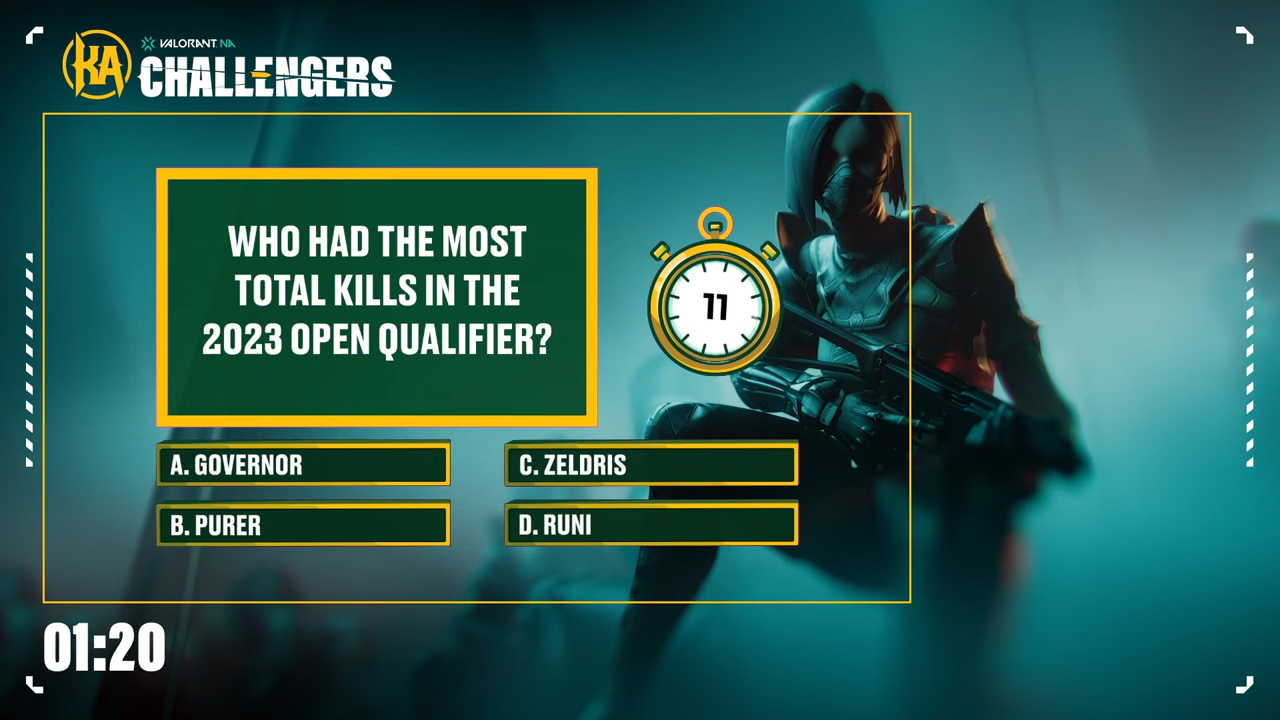 KA
VALORANT NA
CHALLENGERS
WHO HAD THE MOST
TOTAL KILLS IN THE
2023 OPEN QUALIFIER?
11
A. GOVERNOR
C. ZELDRIS
B. PURER
D. RUNI
01:20